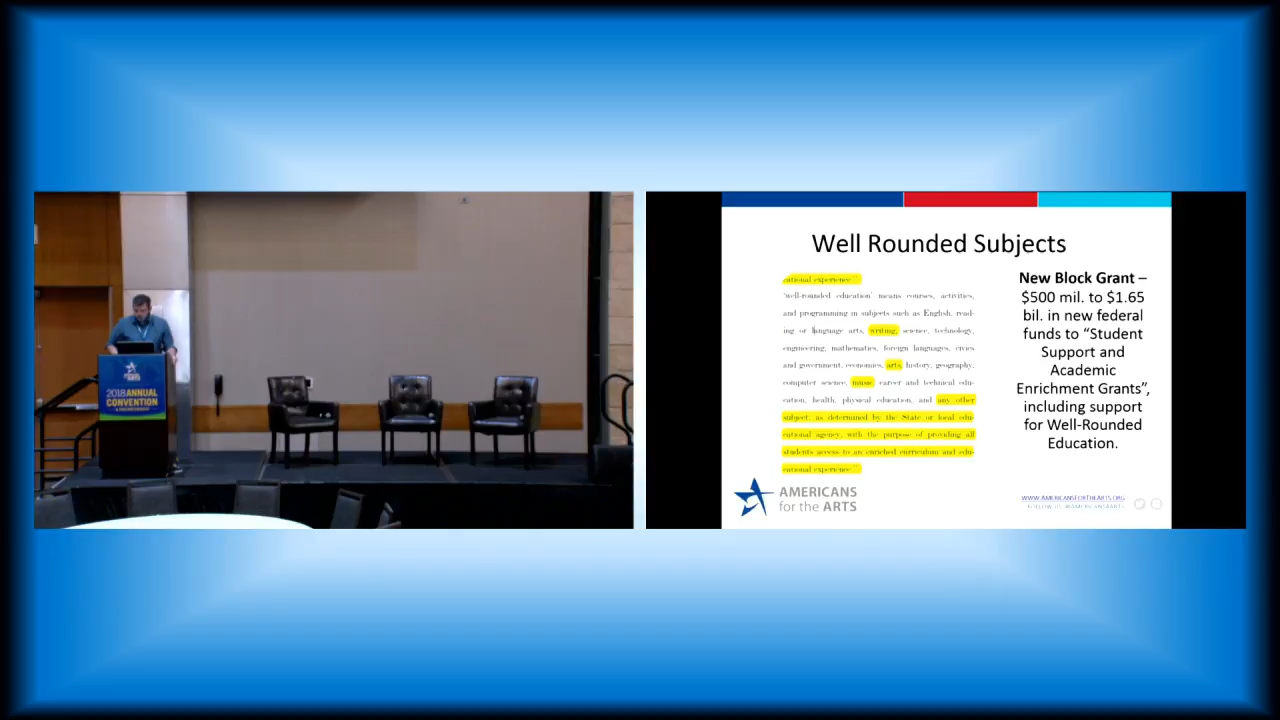 ARTS
2018 ANNUAL
CONVENTION
Well Rounded Subjects
cational experience.''
'well-rounded education' means courses, activities,
and programming in subjects such as English, read-
ing or language arts, writing, science, technology,
engineering, mathematics, foreign languages, civics
and government, economics, arts, history, geography,
computer science, music, career and technical edu-
cation, health, physical education, and any other
subject, as determined by the State or local edu-
cational agency, with the purpose of providing all
students access to an enriched curriculum and edu-
cational experience.''
New Block Grant –
$500 mil. to $1.65
bil. in new federal
funds to “Student
Support and
Academic
Enrichment Grants”,
including support
for Well-Rounded
Education.
AMERICANS
for the ARTS
WWW.AMERICANSFORTHEARTS.ORG
FOLLOW US @AMERICANS4ARTS